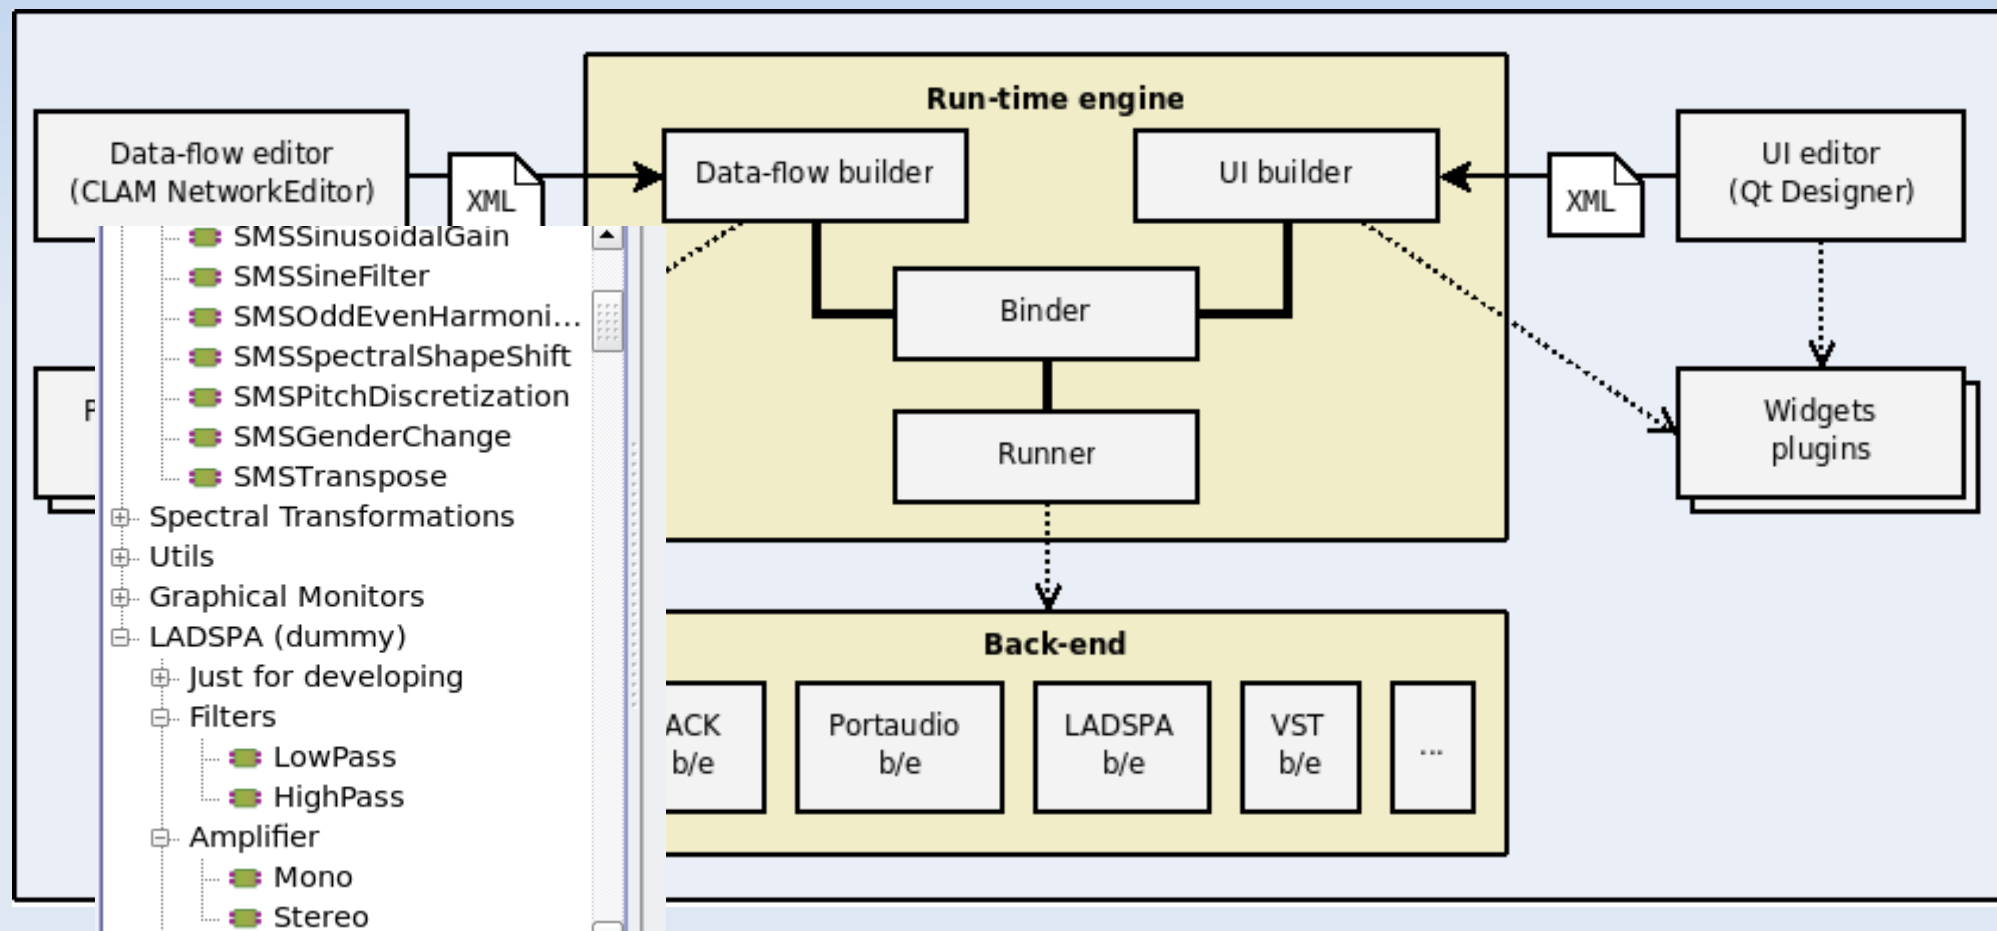 Run-time engine
Data-flow editor
(CLAM NetworkEditor)
XML
Data-flow builder
UI builder
XML
UI editor
(Qt Designer)
Binder
Runner
Widgets
plugins
SMSSinusoidalGain
SMSSineFilter
SMSOddEvenHarmoni...
SMSSpectralShapeShift
SMSPitchDiscretization
SMSGenderChange
SMSTranspose
Spectral Transformations
Utils
Graphical Monitors
LADSPA (dummy)
Just for developing
Filters
LowPass
HighPass
Amplifier
Mono
Stereo
Back-end
ACK
b/e
Portaudio
b/e
LADSPA
b/e
VST
b/e
...